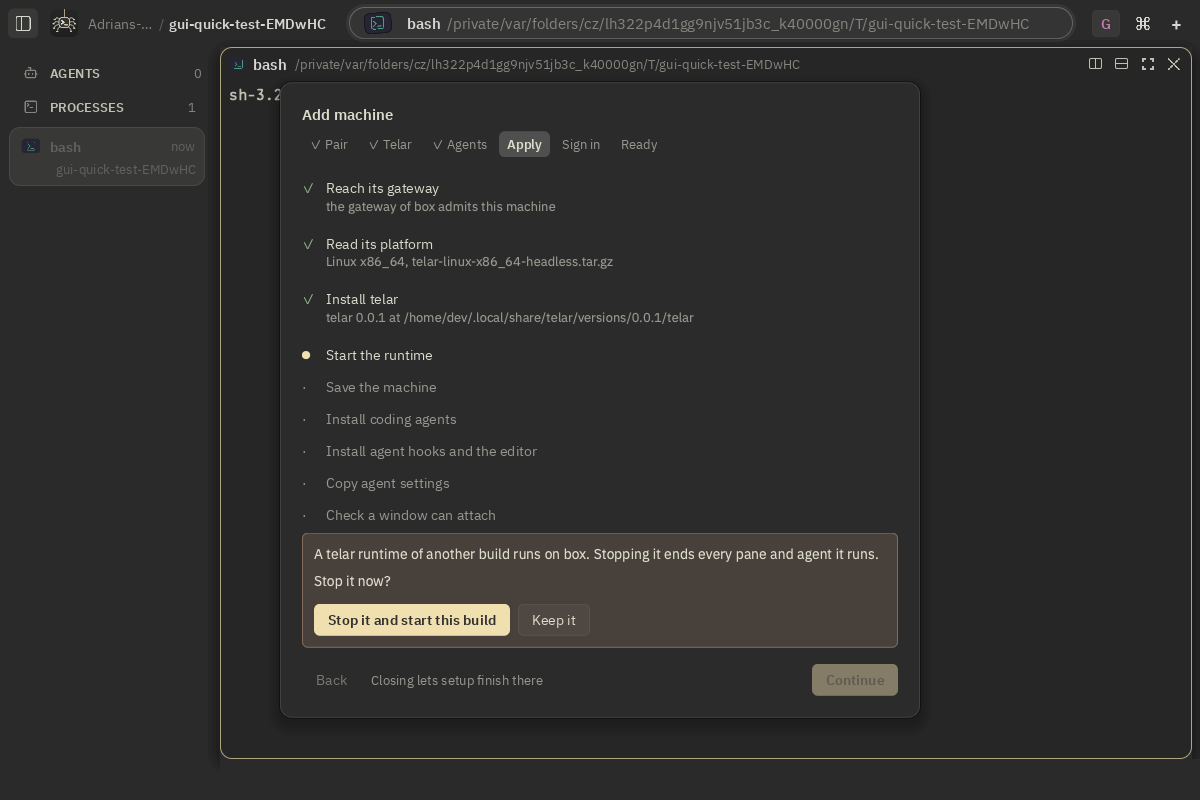 Adrians-... / gui-quick-test-EMDwHC
bash /private/var/folders/cz/lh322p4d1gg9njv51jb3c_k40000gn/T/gui-quick-test-EMDwHC
G ⌘ +
AGENTS 0
PROCESSES 1
bash now
gui-quick-test-EMDwHC
bash /private/var/folders/cz/lh322p4d1gg9njv51jb3c_k40000gn/T/gui-quick-test-EMDwHC
sh-3.2
Add machine
✓ Pair ✓ Telar ✓ Agents Apply Sign in Ready
✓ Reach its gateway
the gateway of box admits this machine
✓ Read its platform
Linux x86_64, telar-linux-x86_64-headless.tar.gz
✓ Install telar
telar 0.0.1 at /home/dev/.local/share/telar/versions/0.0.1/telar
● Start the runtime
· Save the machine
· Install coding agents
· Install agent hooks and the editor
· Copy agent settings
· Check a window can attach
A telar runtime of another build runs on box. Stopping it ends every pane and agent it runs.
Stop it now?
Stop it and start this build Keep it
Back Closing lets setup finish there Continue